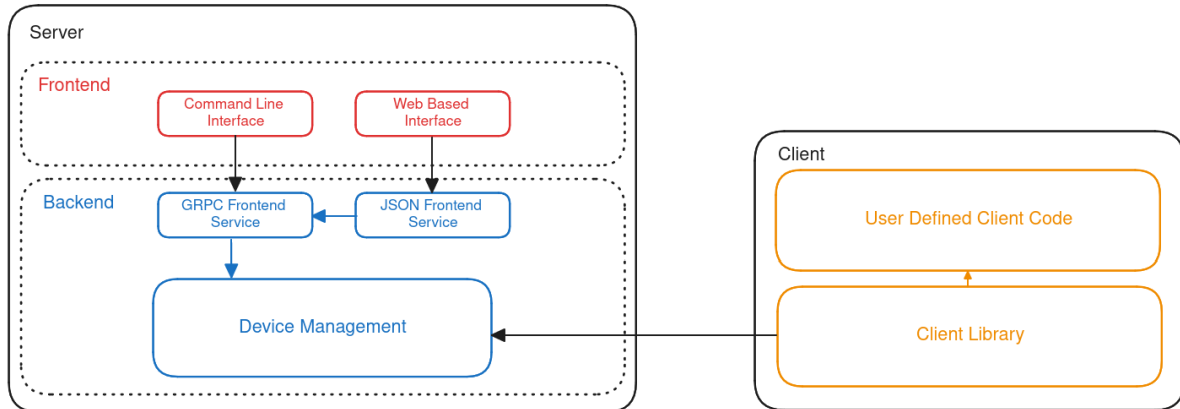 Server
Frontend
Command Line
Interface
Web Based
Interface
Backend
GRPC Frontend
Service
JSON Frontend
Service
Device Management
Client
User Defined Client Code
Client Library